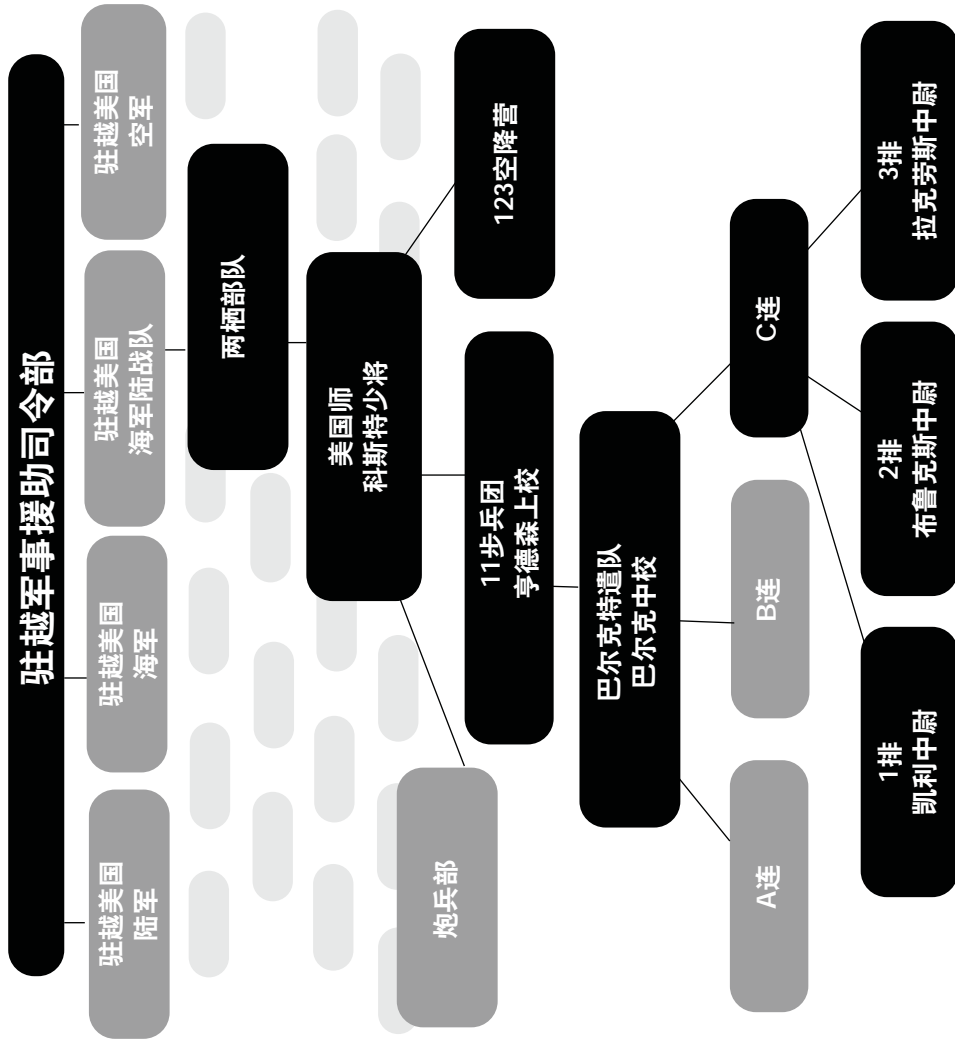 驻越军事援助司令部
驻越美国
陆军
驻越美国
海军
驻越美国
海军陆战队
驻越美国
空军
两栖部队
美国师
科斯特少将
炮兵部
11步兵团
亨德森上校
123空降营
巴尔克特遣队
巴尔克中校
A连
B连
C连
1排
凯利中尉
2排
布鲁克斯中尉
3排
拉克劳斯中尉